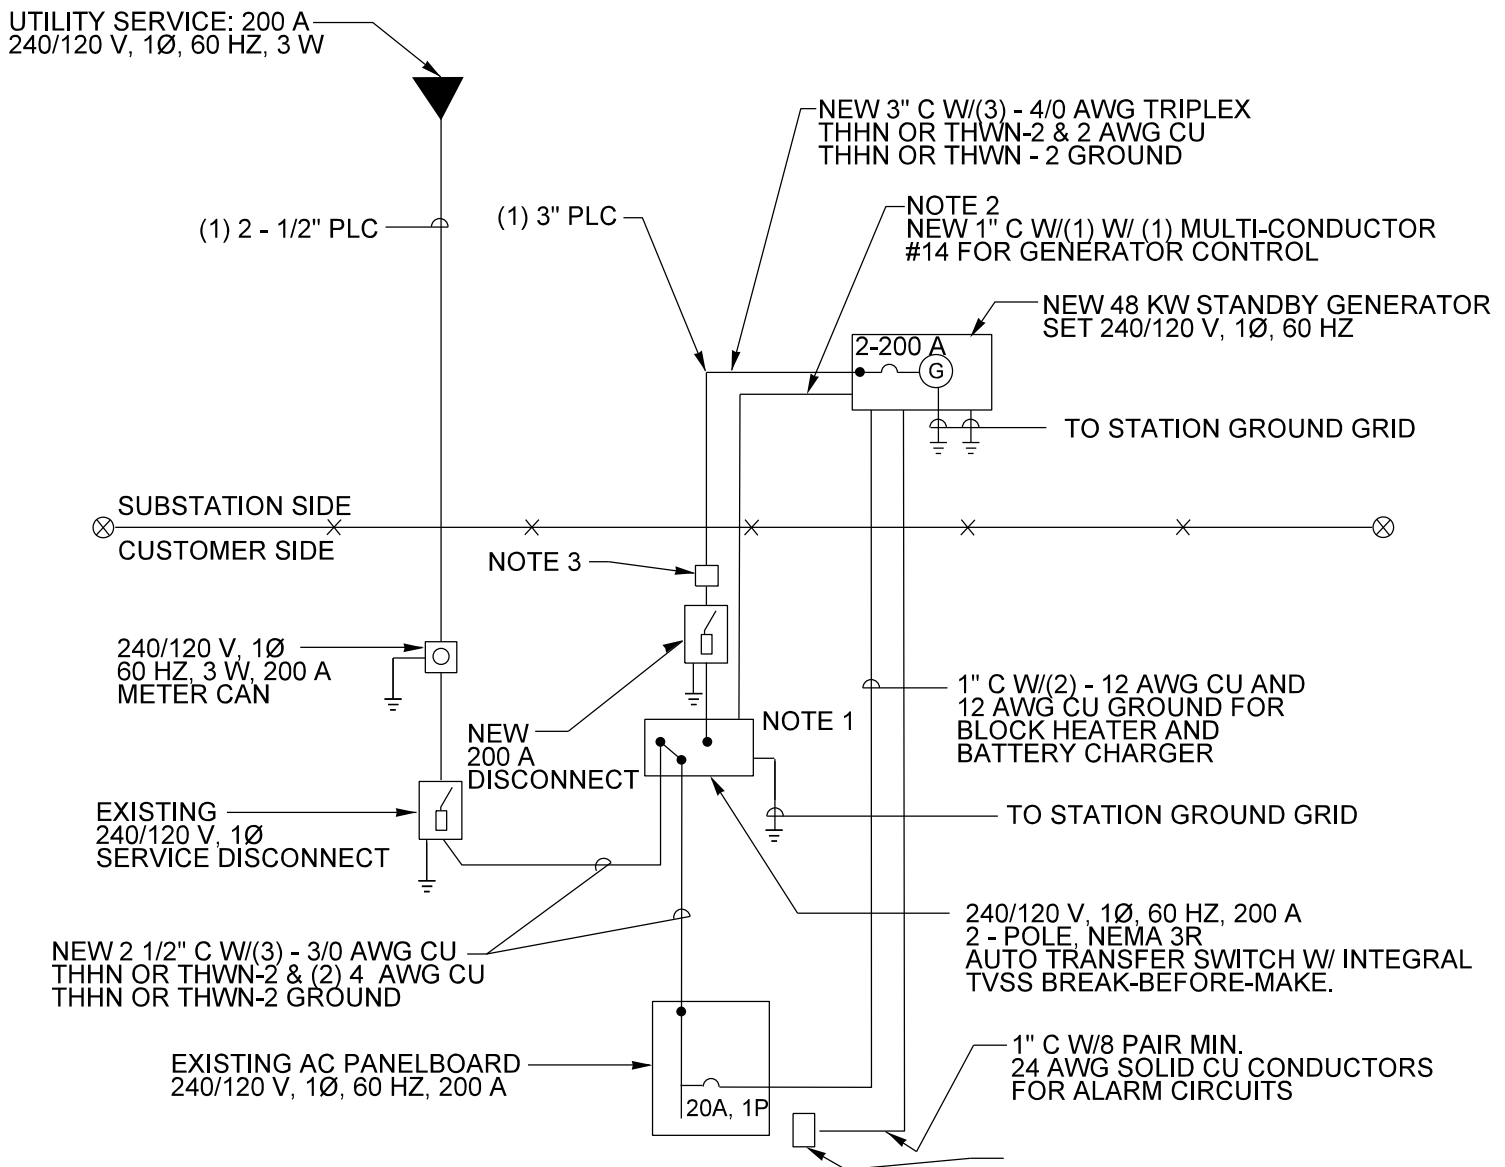 UTILITY SERVICE: 200 A
240/120 V, 1Ø, 60 HZ, 3 W
NEW 3" C W/(3) - 4/0 AWG TRIPLEX
THHN OR THWN-2 & 2 AWG CU
THHN OR THWN - 2 GROUND
(1) 2 - 1/2" PLC
(1) 3" PLC
NOTE 2
NEW 1" C W/(1) W/ (1) MULTI-CONDUCTOR
#14 FOR GENERATOR CONTROL
NEW 48 KW STANDBY GENERATOR
SET 240/120 V, 1Ø, 60 HZ
2-200 A
G
TO STATION GROUND GRID
SUBSTATION SIDE
CUSTOMER SIDE
NOTE 3
240/120 V, 1Ø
60 HZ, 3 W, 200 A
METER CAN
NEW
200 A
DISCONNECT
NOTE 1
1" C W/(2) - 12 AWG CU AND
12 AWG CU GROUND FOR
BLOCK HEATER AND
BATTERY CHARGER
EXISTING
240/120 V, 1Ø
SERVICE DISCONNECT
TO STATION GROUND GRID
NEW 2 1/2" C W/(3) - 3/0 AWG CU
THHN OR THWN-2 & (2) 4 AWG CU
THHN OR THWN-2 GROUND
240/120 V, 1Ø, 60 HZ, 200 A
2 - POLE, NEMA 3R
AUTO TRANSFER SWITCH W/ INTEGRAL
TVSS BREAK-BEFORE-MAKE.
EXISTING AC PANELBOARD
240/120 V, 1Ø, 60 HZ, 200 A
20A, 1P
1" C W/8 PAIR MIN.
24 AWG SOLID CU CONDUCTORS
FOR ALARM CIRCUITS